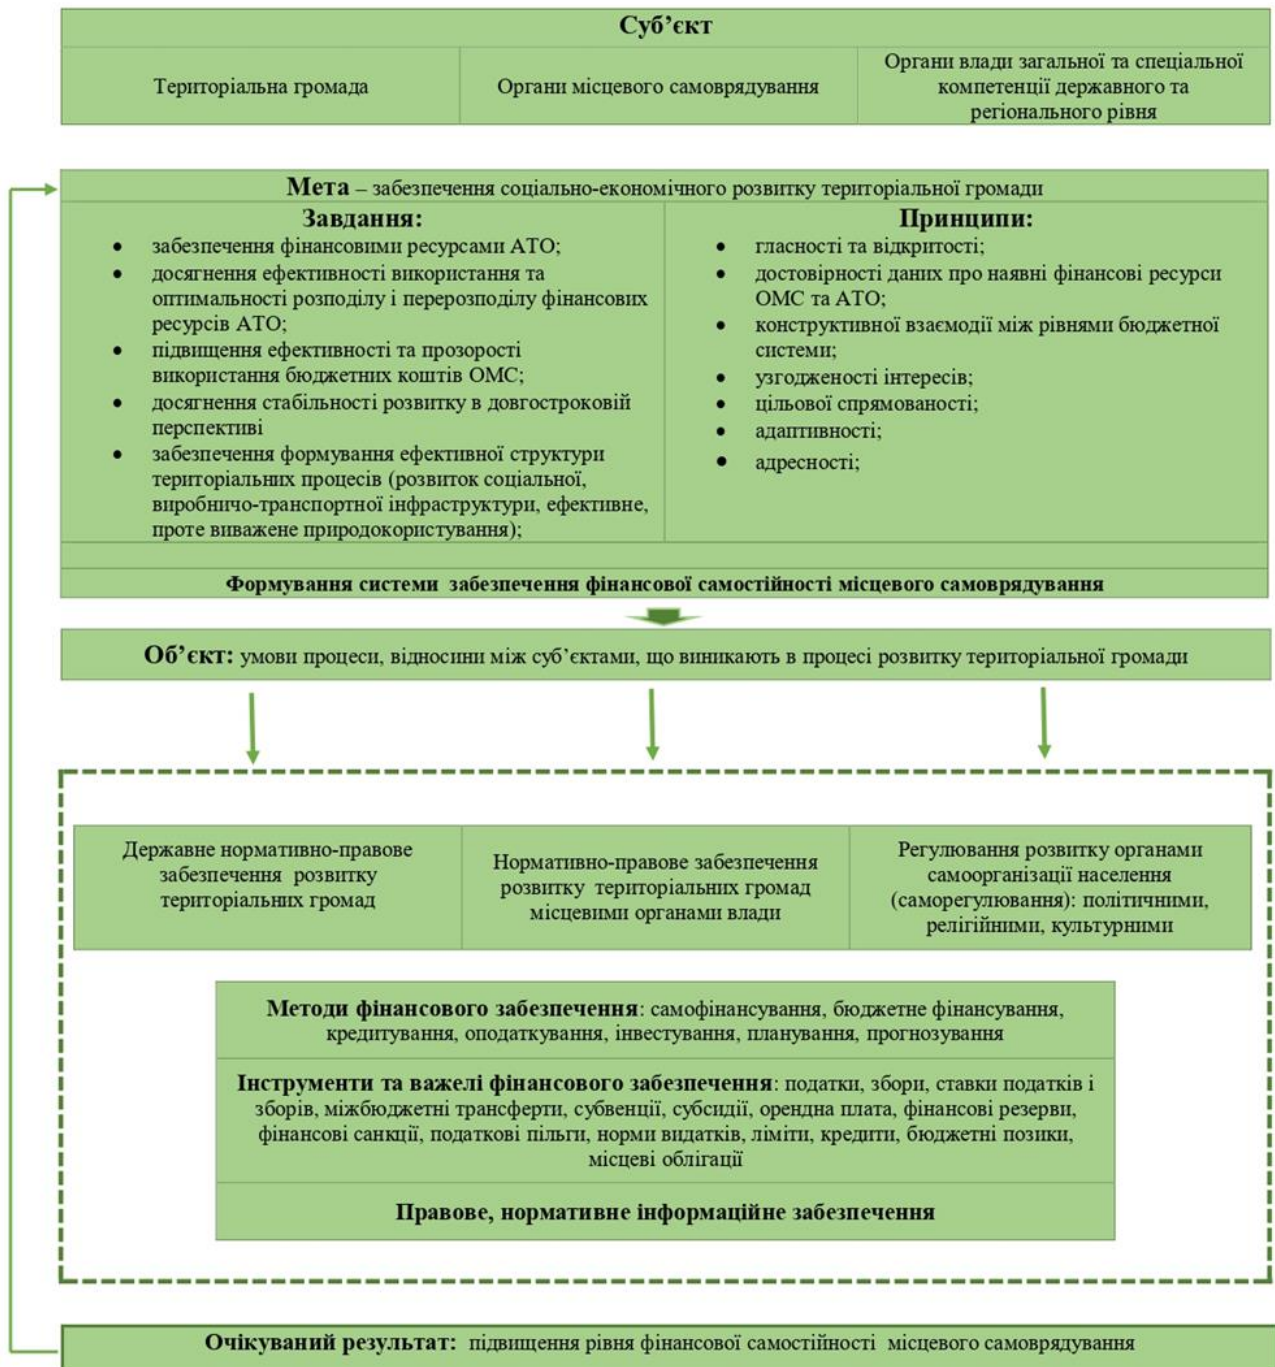 Суб’єкт
Територіальна громада
Органи місцевого самоврядування
Органи влади загальної та спеціальної
компетенції державного та
регіонального рівня
Мета – забезпечення соціально-економічного розвитку територіальної громади
Завдання:
• забезпечення фінансовими ресурсами АТО;
• досягнення ефективності використання та
оптимальності розподілу і перерозподілу фінансових
ресурсів АТО;
• підвищення ефективності та прозорості
використання бюджетних коштів ОМС;
• досягнення стабільності розвитку в довгостроковій
перспективі
• забезпечення формування ефективної структури
територіальних процесів (розвиток соціальної,
виробничо-транспортної інфраструктури, ефективне,
проте виважене природокористування);
Принципи:
• гласності та відкритості;
• достовірності даних про наявні фінансові ресурси
ОМС та АТО;
• конструктивної взаємодії між рівнями бюджетної
системи;
• узгодженості інтересів;
• цільової спрямованості;
• адаптивності;
• адресності;
Формування системи забезпечення фінансової самостійності місцевого самоврядування
Об’єкт: умови процеси, відносини між суб’єктами, що виникають в процесі розвитку територіальної громади
Державне нормативно-правове
забезпечення розвитку
територіальних громад
Нормативно-правове забезпечення
розвитку територіальних громад
місцевими органами влади
Регулювання розвитку органами
самоорганізації населення
(саморегулювання): політичними,
релігійними, культурними
Методи фінансового забезпечення: самофінансування, бюджетне фінансування,
кредитування, оподаткування, інвестування, планування, прогнозування
Інструменти та важелі фінансового забезпечення: податки, збори, ставки податків і
зборів, міжбюджетні трансферти, субвенції, субсидії, орендна плата, фінансові резерви,
фінансові санкції, податкові пільги, норми видатків, ліміти, кредити, бюджетні позики,
місцеві облігації
Правове, нормативне інформаційне забезпечення
Очікуваний результат: підвищення рівня фінансової самостійності місцевого самоврядування